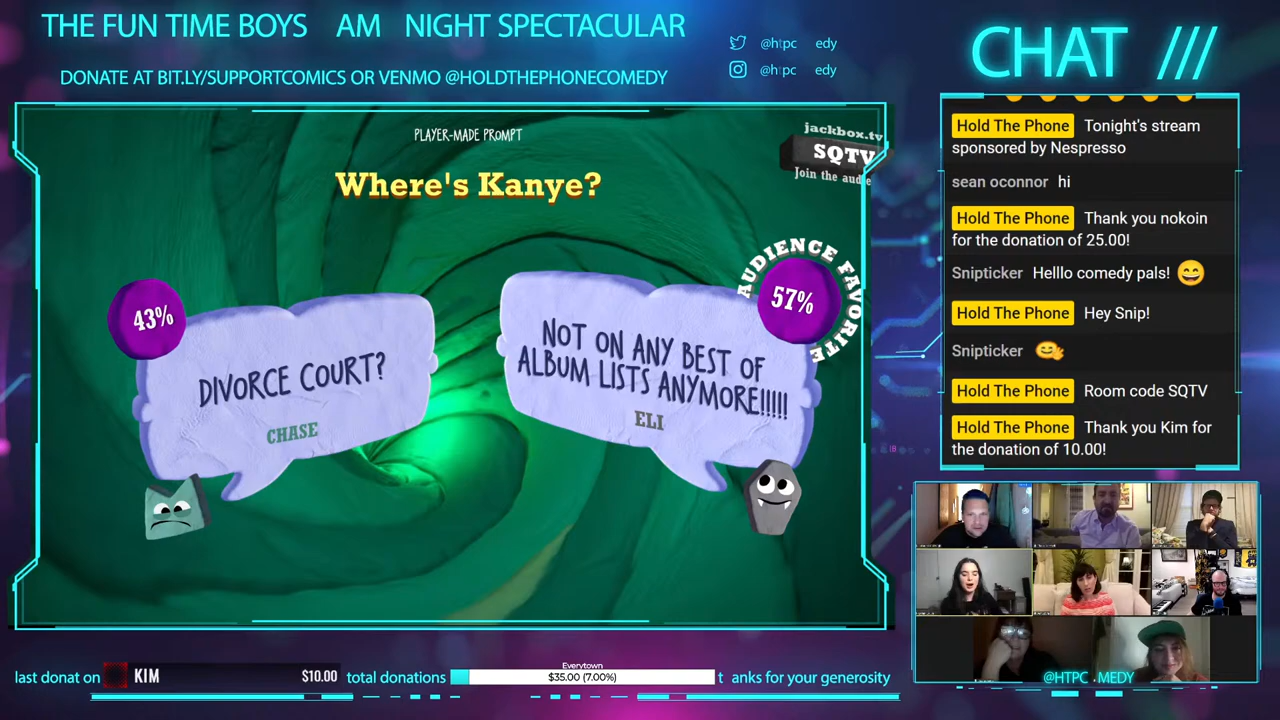 THE FUN TIME BOYS AM NIGHT SPECTACULAR
DONATE AT BIT.LY/SUPPORTCOMICS OR VENMO @HOLDTHEPHONECOMEDY
@htpc edy
@htpc edy
CHAT ///
PLAYER-MADE PROMPT
Where's Kanye?
jackbox.tv
SQTV
Join the audie
43%
DIVORCE COURT?
CHASE
AUDIENCE FAVORITE
57%
NOT ON ANY BEST OF
ALBUM LISTS ANYMORE!!!!!
ELI
Hold The Phone Tonight's stream
sponsored by Nespresso
sean oconnor hi
Hold The Phone Thank you nokoin
for the donation of 25.00!
Snipticker Helllo comedy pals! 😄
Hold The Phone Hey Snip!
Snipticker
Hold The Phone Room code SQTV
Hold The Phone Thank you Kim for
the donation of 10.00!
@HTPC MEDY
last donat on KIM $10.00
total donations
Everytown
$35.00 (7.00%)
t anks for your generosity